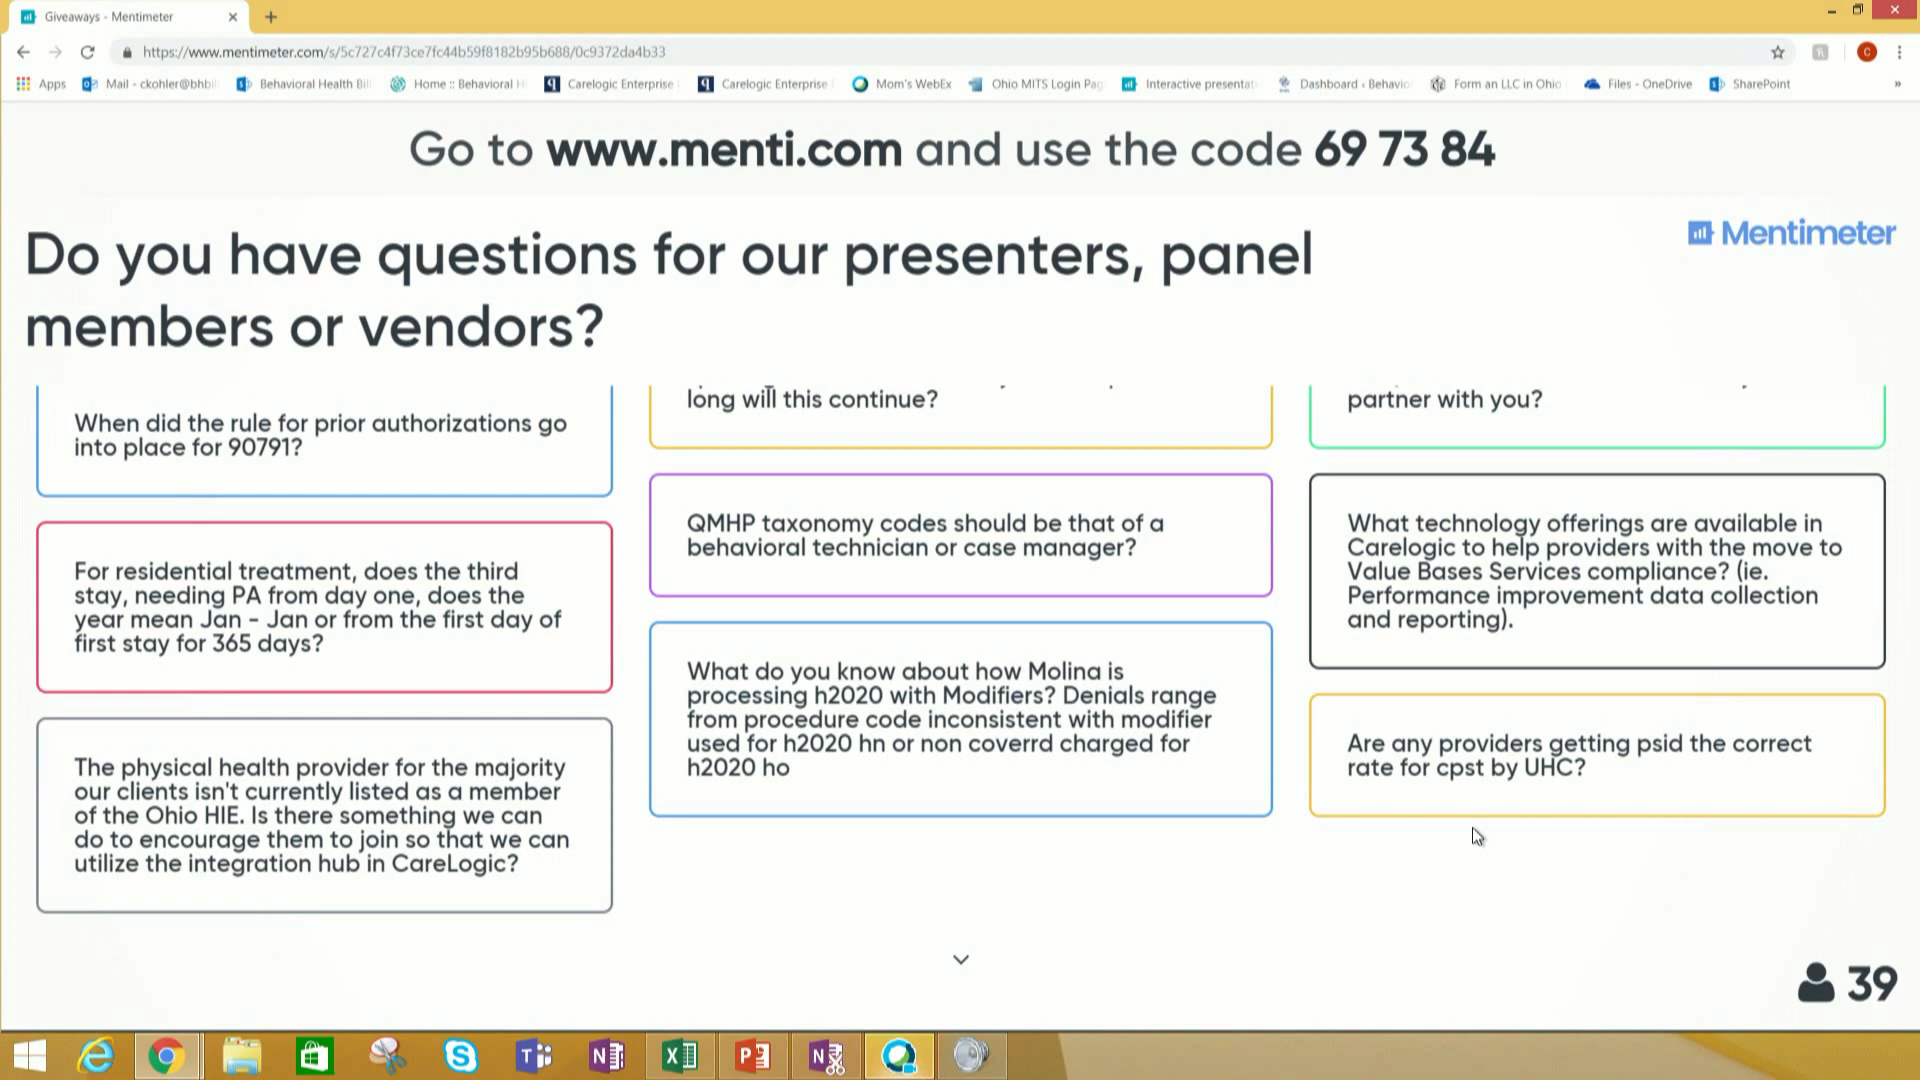 Giveaways - Mentimeter
https://www.mentimeter.com/s/5c727c4f73ce7fc44b59f8182b95b688/0c9372da4b33
C
Apps
Mail - ckohler@bhbi
Behavioral Health Bil
Home :: Behavioral H
Carelogic Enterprise
Carelogic Enterprise
Mom's WebEx
Ohio MITS Login Pag
Interactive presentat
Dashboard ‹ Behavio
Form an LLC in Ohio
Files - OneDrive
SharePoint
»
Go to www.menti.com and use the code 69 73 84
Mentimeter
Do you have questions for our presenters, panel
members or vendors?
When did the rule for prior authorizations go
into place for 90791?
For residential treatment, does the third
stay, needing PA from day one, does the
year mean Jan - Jan or from the first day of
first stay for 365 days?
The physical health provider for the majority
our clients isn't currently listed as a member
of the Ohio HIE. Is there something we can
do to encourage them to join so that we can
utilize the integration hub in CareLogic?
long will this continue?
QMHP taxonomy codes should be that of a
behavioral technician or case manager?
What do you know about how Molina is
processing h2020 with Modifiers? Denials range
from procedure code inconsistent with modifier
used for h2020 hn or non coverrd charged for
h2020 ho
partner with you?
What technology offerings are available in
Carelogic to help providers with the move to
Value Bases Services compliance? (ie.
Performance improvement data collection
and reporting).
Are any providers getting psid the correct
rate for cpst by UHC?
39